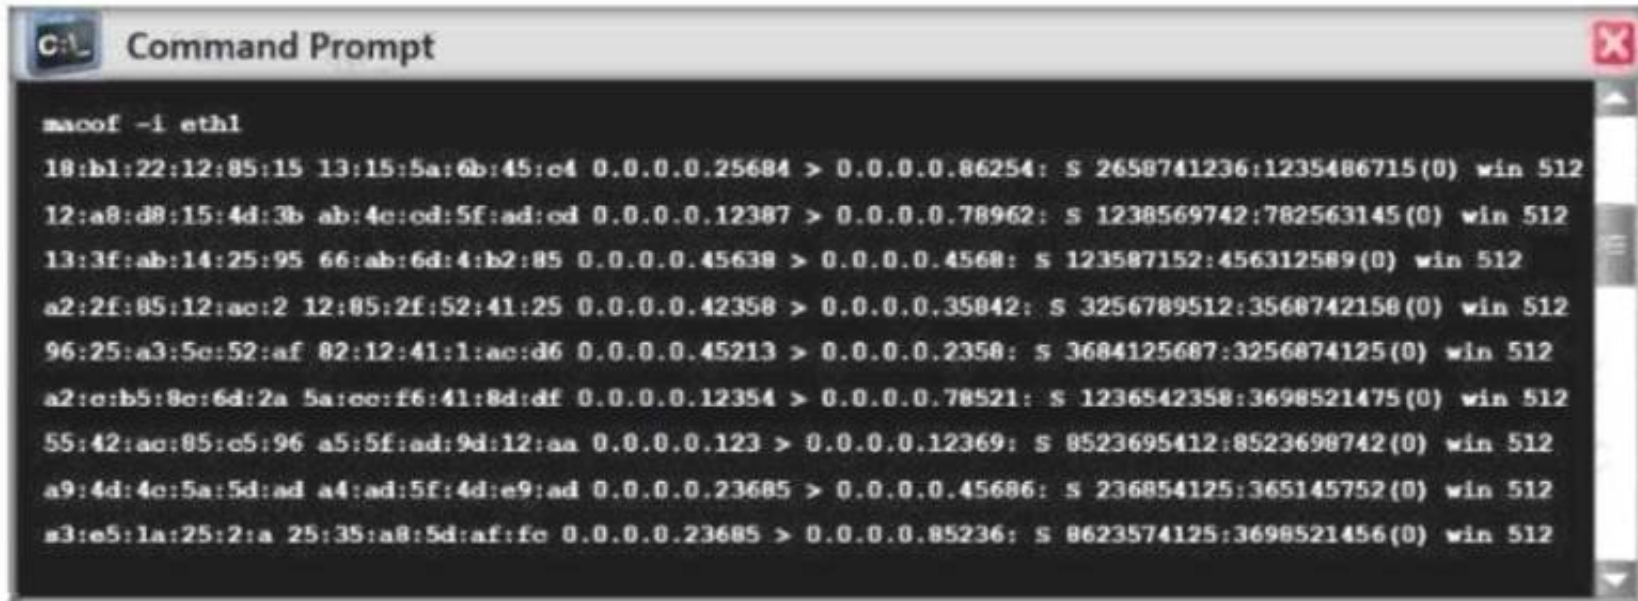 C:\_ Command Prompt
macof -i eth1
18:b1:22:12:85:15 13:15:5a:6b:45:c4 0.0.0.0.25684 > 0.0.0.0.86254: S 2658741236:1235486715(0) win 512
12:a8:d8:15:4d:3b ab:4c:cd:5f:ad:cd 0.0.0.0.12387 > 0.0.0.0.78962: S 1238569742:782563145(0) win 512
13:3f:ab:14:25:95 66:ab:6d:4:b2:85 0.0.0.0.45638 > 0.0.0.0.4568: S 123587152:456312589(0) win 512
a2:2f:85:12:ac:2 12:85:2f:52:41:25 0.0.0.0.42358 > 0.0.0.0.35842: S 3256789512:3568742158(0) win 512
96:25:a3:5c:52:af 82:12:41:1:ac:d6 0.0.0.0.45213 > 0.0.0.0.2358: S 3684125687:3256874125(0) win 512
a2:c:b5:8c:6d:2a 5a:cc:f6:41:8d:df 0.0.0.0.12354 > 0.0.0.0.78521: S 1236542358:3698521475(0) win 512
55:42:ac:85:c5:96 a5:5f:ad:9d:12:aa 0.0.0.0.123 > 0.0.0.0.12369: S 8523695412:8523698742(0) win 512
a9:4d:4c:5a:5d:ad a4:ad:5f:4d:e9:ad 0.0.0.0.23685 > 0.0.0.0.45686: S 236854125:365145752(0) win 512
a3:e5:1a:25:2:a 25:35:a8:5d:af:fc 0.0.0.0.23685 > 0.0.0.0.85236: S 8623574125:3698521456(0) win 512